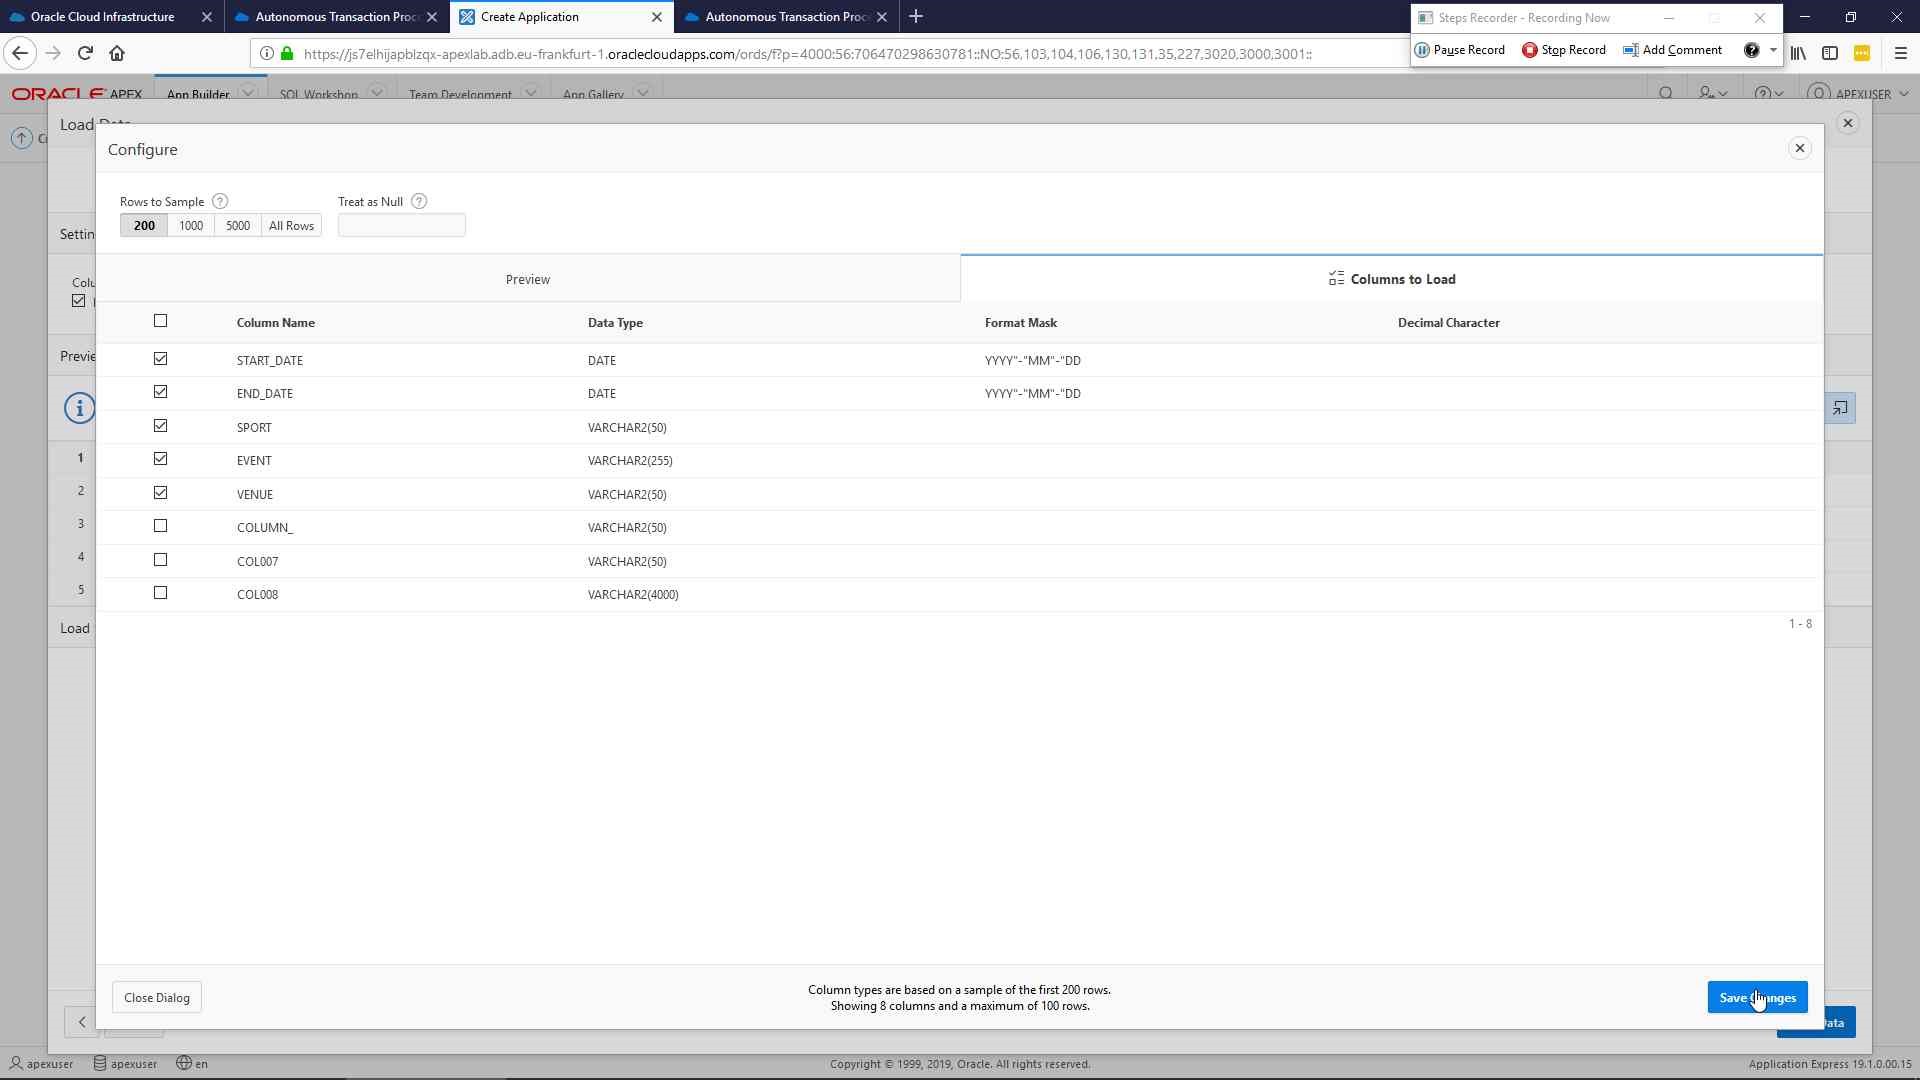 Oracle Cloud Infrastructure
Autonomous Transaction Proc
Create Application
Autonomous Transaction Proc
Steps Recorder - Recording Now
Pause Record
Stop Record
Add Comment
https://js7elhijapblzqx-apexlab.adb.eu-frankfurt-1.oraclecloudapps.com/ords/f?p=4000:56:706470298630781::NO:56,103,104,106,130,131,35,227,3020,3000,3001::
ORACLE APEX
App Builder
SQL Workshop
Team Development
App Gallery
APEXUSER
Load Data
Configure
Rows to Sample
Treat as Null
200
1000
5000
All Rows
Settin
Colu
Previe
Preview
Columns to Load
Column Name
Data Type
Format Mask
Decimal Character
START_DATE
DATE
YYYY"-"MM"-"DD
END_DATE
DATE
YYYY"-"MM"-"DD
SPORT
VARCHAR2(50)
EVENT
VARCHAR2(255)
VENUE
VARCHAR2(50)
COLUMN_
VARCHAR2(50)
COL007
VARCHAR2(50)
COL008
VARCHAR2(4000)
1 - 8
1
2
3
4
5
Load
Close Dialog
Column types are based on a sample of the first 200 rows.
Showing 8 columns and a maximum of 100 rows.
Save Changes
ata
apexuser
apexuser
en
Copyright © 1999, 2019, Oracle. All rights reserved.
Application Express 19.1.0.00.15